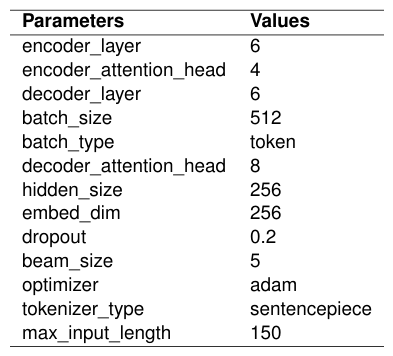 Parameters Values
encoder_layer 6
encoder_attention_head 4
decoder_layer 6
batch_size 512
batch_type token
decoder_attention_head 8
hidden_size 256
embed_dim 256
dropout 0.2
beam_size 5
optimizer adam
tokenizer_type sentencepiece
max_input_length 150